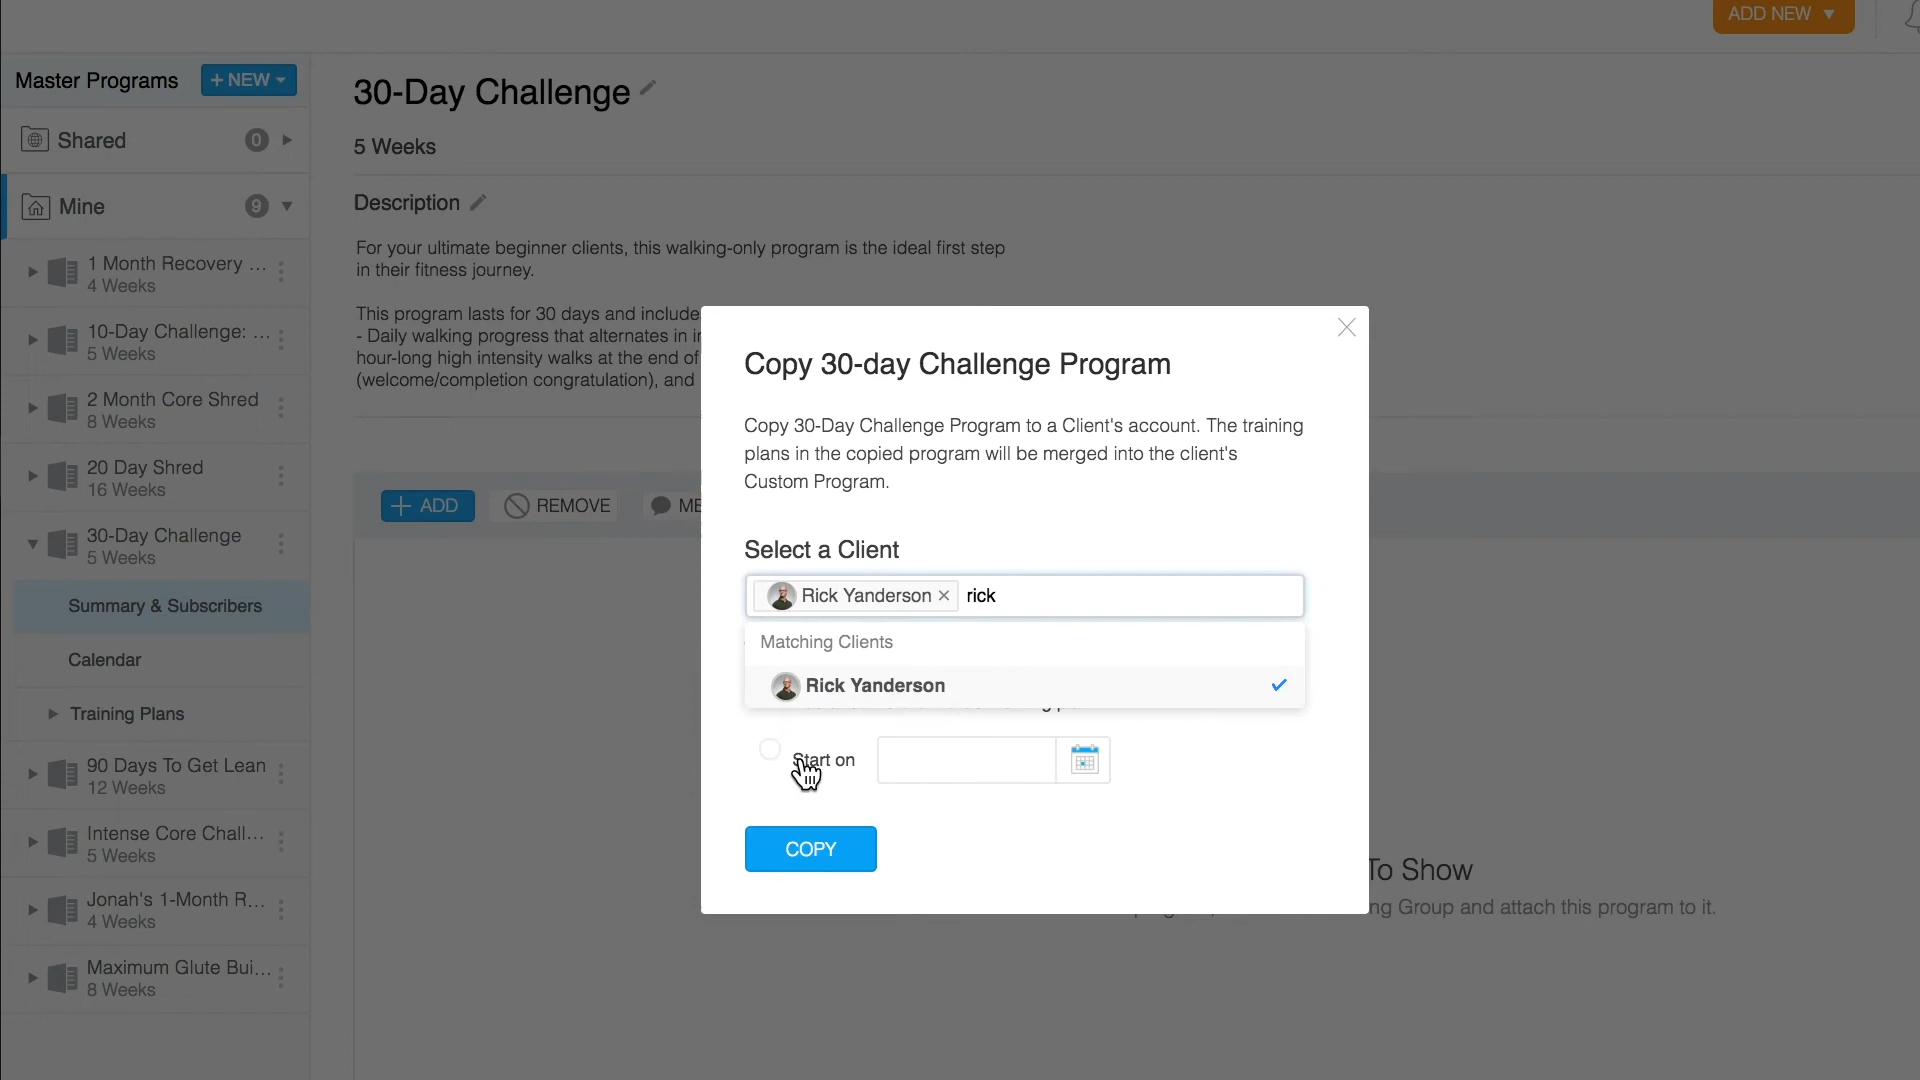 ADD NEW
Master Programs
+ NEW
Shared
0
Mine
9
1 Month Recovery ...
4 Weeks
10-Day Challenge: ...
5 Weeks
2 Month Core Shred
8 Weeks
20 Day Shred
16 Weeks
30-Day Challenge
5 Weeks
Summary & Subscribers
Calendar
Training Plans
90 Days To Get Lean
12 Weeks
Intense Core Chall...
5 Weeks
Jonah's 1-Month R...
4 Weeks
Maximum Glute Bui...
8 Weeks
30-Day Challenge
5 Weeks
Description
For your ultimate beginner clients, this walking-only program is the ideal first step
in their fitness journey.
This program lasts for 30 days and include
- Daily walking progress that alternates in
hour-long high intensity walks at the end of
(welcome/completion congratulation), and
+ ADD
REMOVE
ME
Copy 30-day Challenge Program
Copy 30-Day Challenge Program to a Client's account. The training
plans in the copied program will be merged into the client's
Custom Program.
Select a Client
Rick Yanderson × rick
Matching Clients
Rick Yanderson
Start on
COPY
To Show
ng Group and attach this program to it.